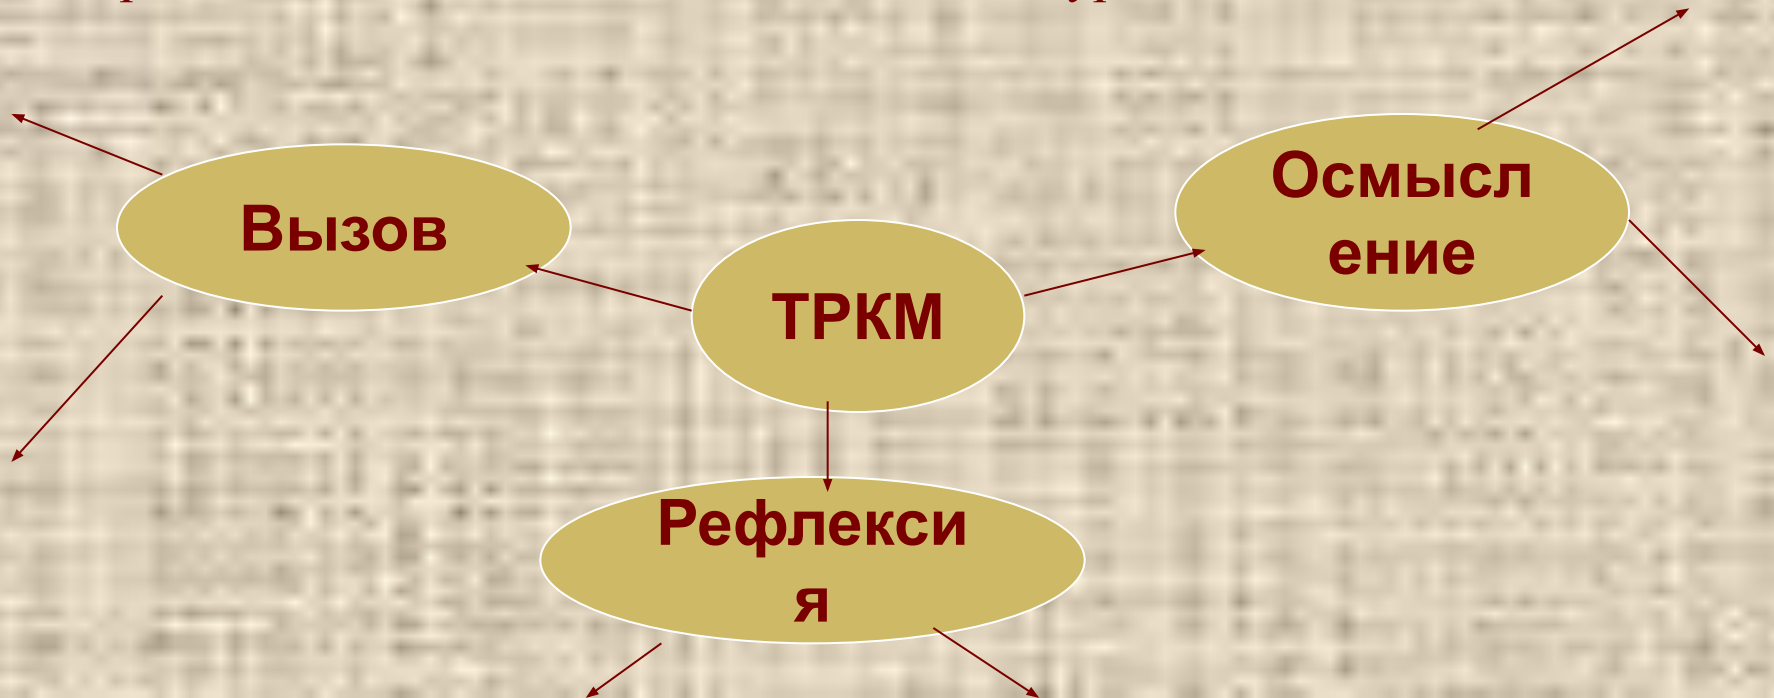 Вызов
Осмысл
ение
ТРКМ
Рефлекси
я